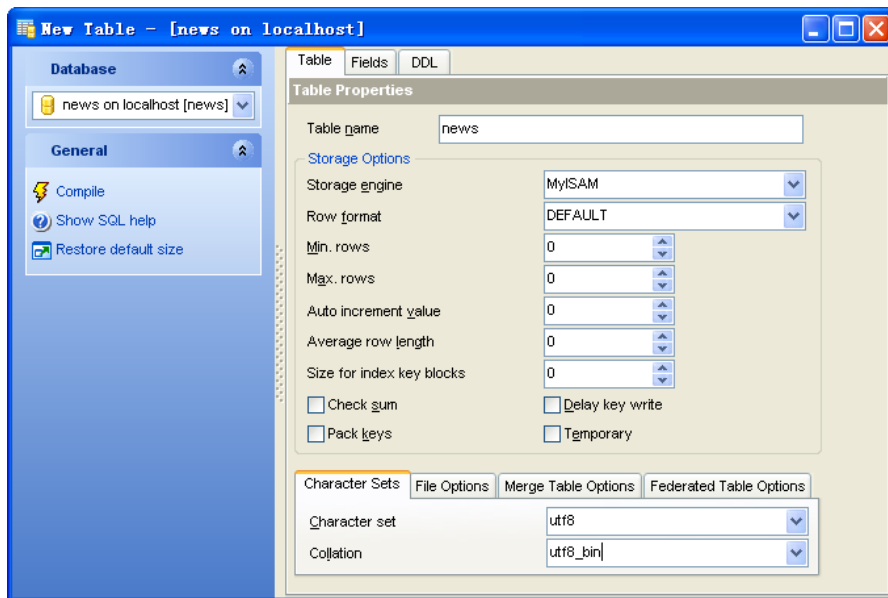 New Table - [news on localhost]
Database
news on localhost [news]
General
Compile
Show SQL help
Restore default size
Table Fields DDL
Table Properties
Table name news
Storage Options
Storage engine MyISAM
Row format DEFAULT
Min. rows 0
Max. rows 0
Auto increment value 0
Average row length 0
Size for index key blocks 0
Check sum Delay key write
Pack keys Temporary
Character Sets File Options Merge Table Options Federated Table Options
Character set utf8
Collation utf8_bin